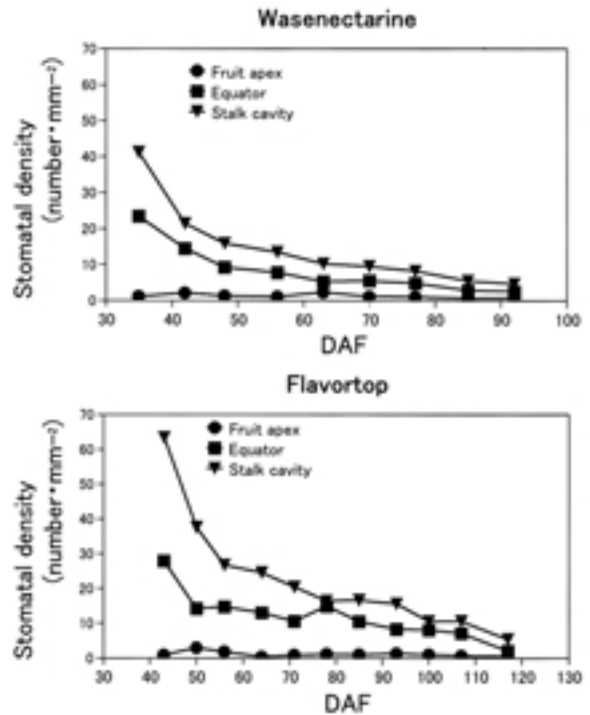 Wasenectarine
Stomatal density
(number·mm⁻²)
70
60
50
40
30
20
10
0
Fruit apex
Equator
Stalk cavity
30 40 50 60 70 80 90 100
DAF
Flavortop
Stomatal density
(number·mm⁻²)
70
60
50
40
30
20
10
0
Fruit apex
Equator
Stalk cavity
30 40 50 60 70 80 90 100 110 120 130
DAF